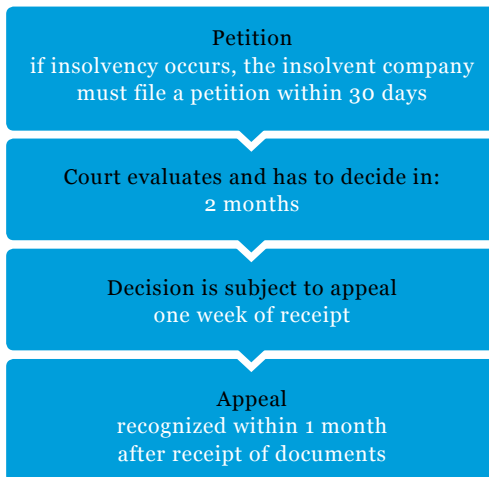 Petition
if insolvency occurs, the insolvent company
must file a petition within 30 days
Court evaluates and has to decide in:
2 months
Decision is subject to appeal
one week of receipt
Appeal
recognized within 1 month
after receipt of documents